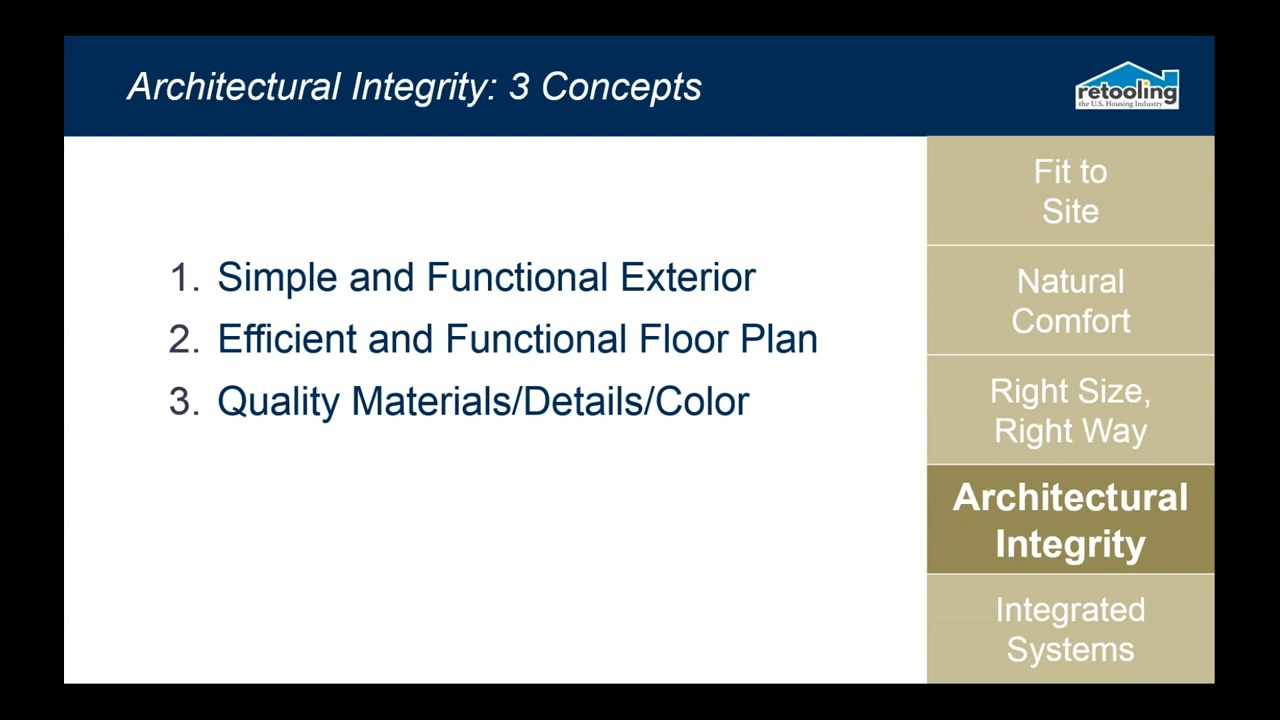 Architectural Integrity: 3 Concepts
retooling
the U.S. Housing Industry
1. Simple and Functional Exterior
2. Efficient and Functional Floor Plan
3. Quality Materials/Details/Color
Fit to
Site
Natural
Comfort
Right Size,
Right Way
Architectural
Integrity
Integrated
Systems